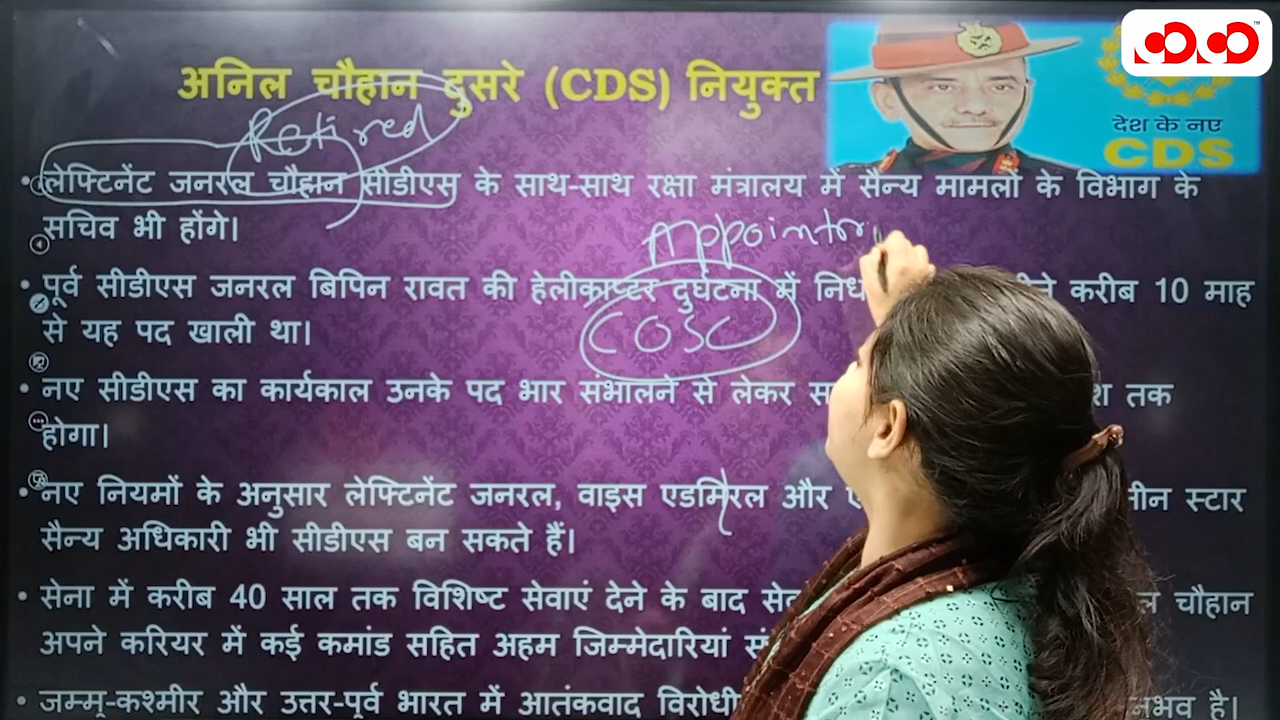 अनिल चौहान दुसरे (CDS) नियुक्त
देश के नए
CDS
Retired
लेफ्टिनेंट जनरल चौहान सीडीएस के साथ-साथ रक्षा मंत्रालय में सैन्य मामलों के विभाग के
सचिव भी होंगे।
Appointm
पूर्व सीडीएस जनरल बिपिन रावत की हेलीकाप्टर दुर्घटना में करीब 10 माह
से यह पद खाली था।
COSC
नए सीडीएस का कार्यकाल उनके पद भार संभालने से लेकर तक
होगा।
नए नियमों के अनुसार लेफ्टिनेंट जनरल, वाइस एडमिरल और स्टार
सैन्य अधिकारी भी सीडीएस बन सकते हैं।
सेना में करीब 40 साल तक विशिष्ट सेवाएं देने के बाद चौहान
अपने करियर में कई कमांड सहित अहम जिम्मेदारियां
जम्मू-कश्मीर और उत्तर-पूर्व भारत में आतंकवाद विरोधी है।